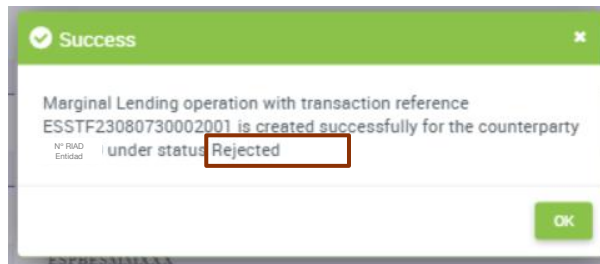 Success
Marginal Lending operation with transaction reference
ESSTF23080730002001 is created successfully for the counterparty
Nº RIAD
Entidad
under status Rejected
OK